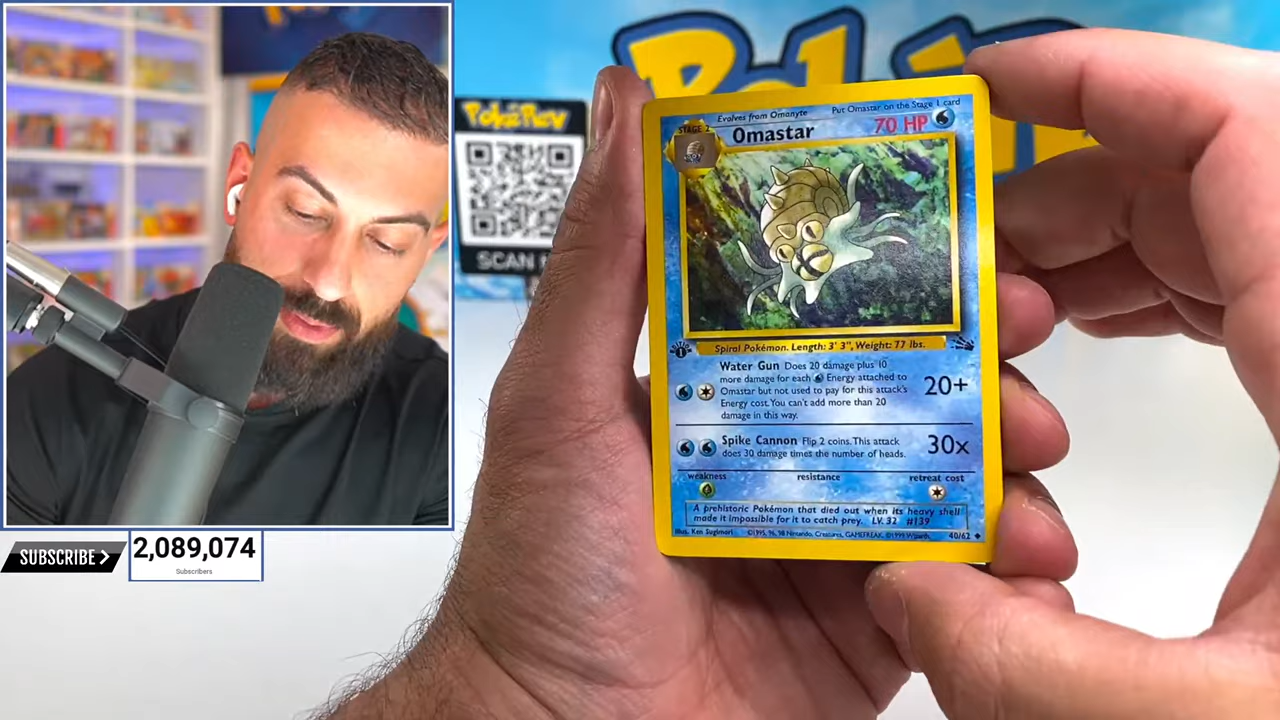 PokéRev
SCAN
SUBSCRIBE >
2,089,074
Subscribers
Evolves from Omanyte
Put Omastar on the Stage 1 card
STAGE 2
Omastar
70 HP
Spiral Pokémon. Length: 3' 3", Weight: 77 lbs.
EDITION
1
Water Gun Does 20 damage plus 10
more damage for each Energy attached to
Omastar but not used to pay for this attack's
Energy cost. You can't add more than 20
damage in this way.
20+
Spike Cannon Flip 2 coins. This attack
does 30 damage times the number of heads.
30x
weakness
resistance
retreat cost
A prehistoric Pokémon that died out when its heavy shell
made it impossible for it to catch prey. LV. 32 #139
Illus. Ken Sugimori
©1995, 96, 98 Nintendo, Creatures, GAMEFREAK. ©1999 Wizards.
40/62